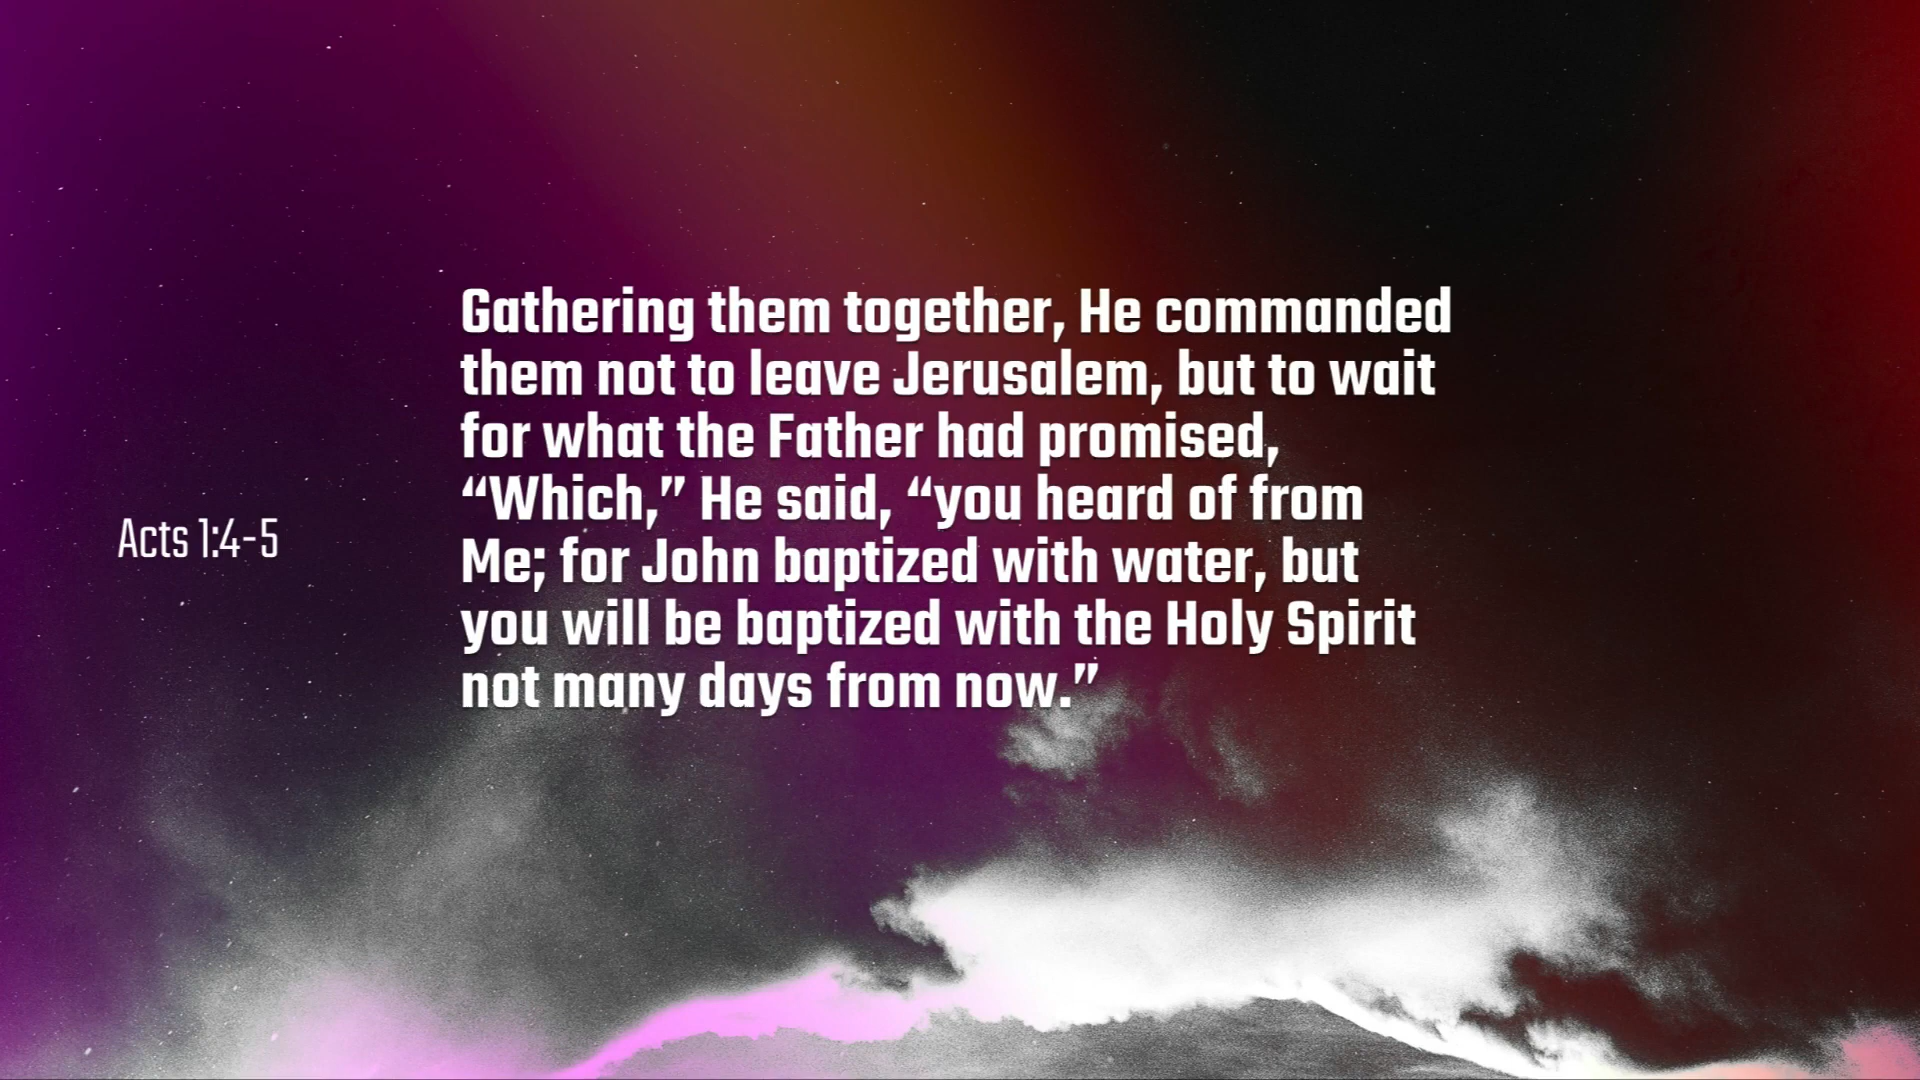 Acts 1:4-5
Gathering them together, He commanded
them not to leave Jerusalem, but to wait
for what the Father had promised,
“Which,” He said, “you heard of from
Me; for John baptized with water, but
you will be baptized with the Holy Spirit
not many days from now.”